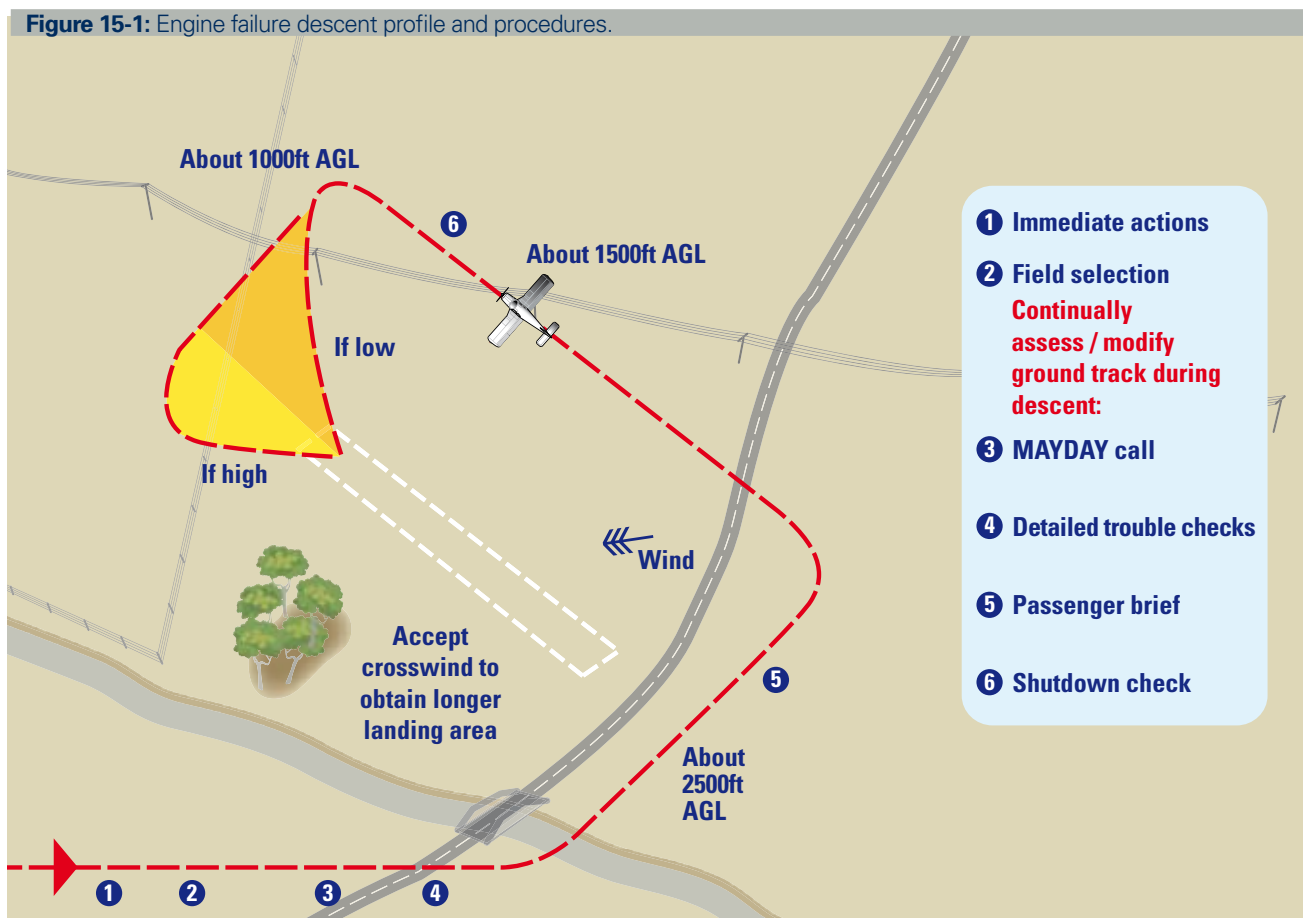 Figure 15-1: Engine failure descent profile and procedures.
About 1000ft AGL
6
About 1500ft AGL
If low
If high
Wind
Accept
crosswind to
obtain longer
landing area
5
About
2500ft
AGL
1
2
3
4
1 Immediate actions
2 Field selection
Continually
assess / modify
ground track during
descent:
3 MAYDAY call
4 Detailed trouble checks
5 Passenger brief
6 Shutdown check